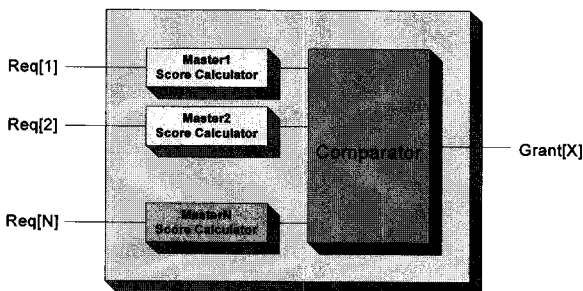 Req[1]
Master1
Score Calculator
Req[2]
Master2
Score Calculator
Req[N]
MasterN
Score Calculator
Comparator
Grant[X]